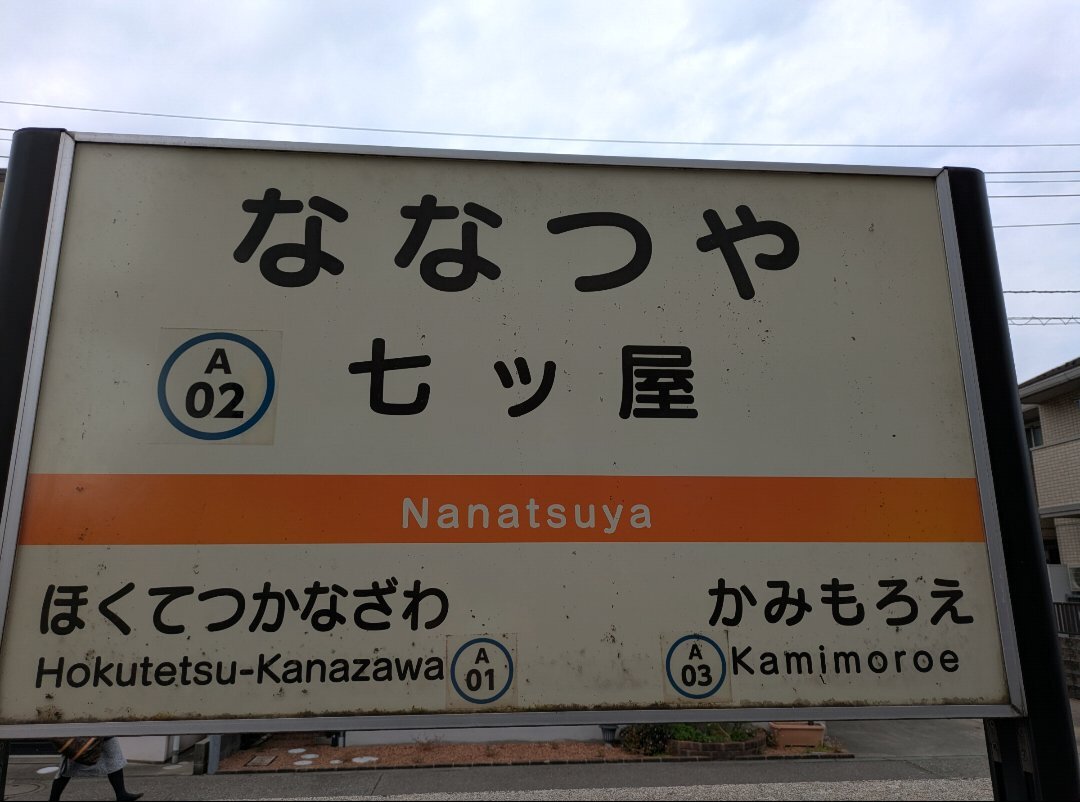 ななつや
A
02
七ッ屋
Nanatsuya
ほくてつかなざわ
Hokutetsu-Kanazawa
A
01
かみもろえ
A
03
Kamimoroe